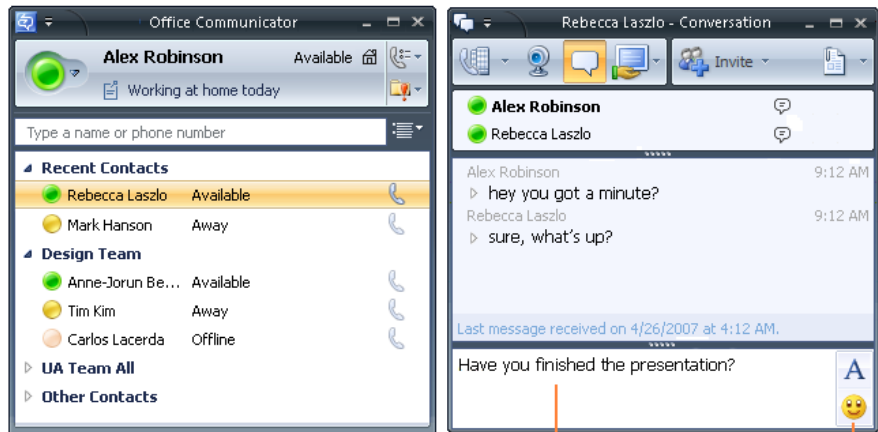 Office Communicator
Alex Robinson Available
Working at home today
Type a name or phone number
Recent Contacts
Rebecca Laszlo Available
Mark Hanson Away
Design Team
Anne-Jorun Be... Available
Tim Kim Away
Carlos Lacerda Offline
UA Team All
Other Contacts
Rebecca Laszlo - Conversation
Invite
Alex Robinson
Rebecca Laszlo
Alex Robinson 9:12 AM
hey you got a minute?
Rebecca Laszlo 9:12 AM
sure, what's up?
Last message received on 4/26/2007 at 4:12 AM.
Have you finished the presentation?
A